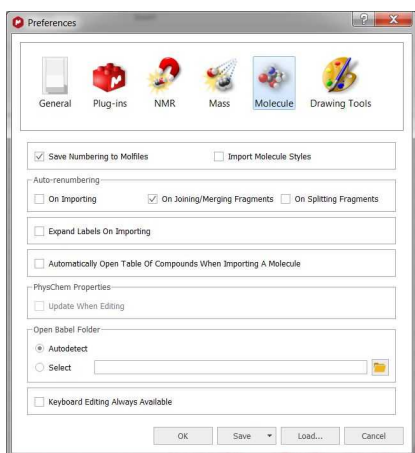 Preferences
General Plug-ins NMR Mass Molecule Drawing Tools
Save Numbering to Molfiles Import Molecule Styles
Auto-renumbering
On Importing On Joining/Merging Fragments On Splitting Fragments
Expand Labels On Importing
Automatically Open Table Of Compounds When Importing A Molecule
PhysChem Properties
Update When Editing
Open Babel Folder
Autodetect
Select
Keyboard Editing Always Available
OK Save Load... Cancel